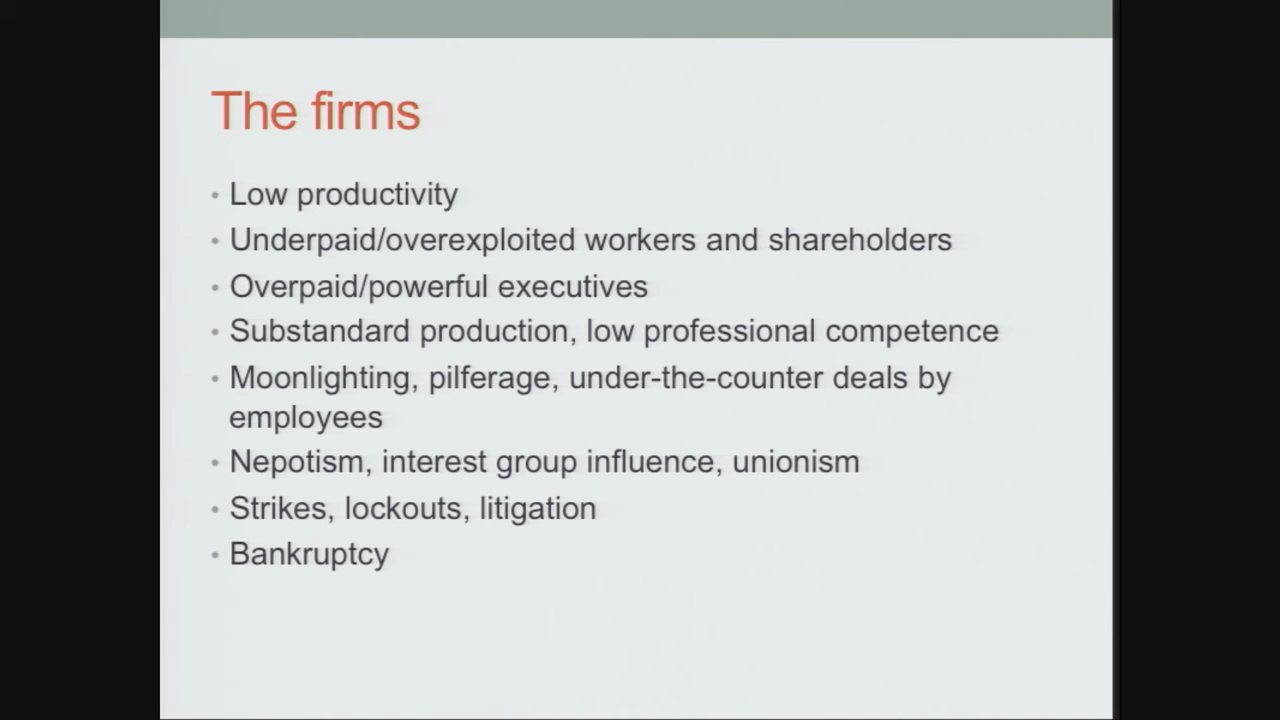 The firms
• Low productivity
• Underpaid/overexploited workers and shareholders
• Overpaid/powerful executives
• Substandard production, low professional competence
• Moonlighting, pilferage, under-the-counter deals by
employees
• Nepotism, interest group influence, unionism
• Strikes, lockouts, litigation
• Bankruptcy